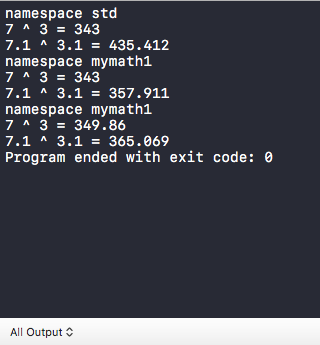 namespace std
7 ^ 3 = 343
7.1 ^ 3.1 = 435.412
namespace mymath1
7 ^ 3 = 343
7.1 ^ 3.1 = 357.911
namespace mymath1
7 ^ 3 = 349.86
7.1 ^ 3.1 = 365.069
Program ended with exit code: 0
All Output